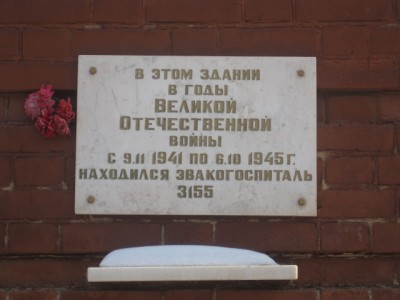 В ЭТОМ ЗДАНИИ
В ГОДЫ
ВЕЛИКОЙ
ОТЕЧЕСТВЕННОЙ
ВОЙНЫ
С 9.11 1941 ПО 6.10 1945 Г.
НАХОДИЛСЯ ЭВАКОГОСПИТАЛЬ
3155